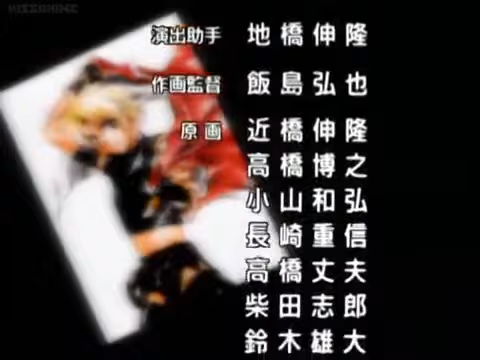 演出助手 地橋伸隆
作画監督 飯島弘也
原画 近橋伸隆
高橋博之
小山和弘
長崎重信
高橋丈夫
柴田志郎
鈴木雄大